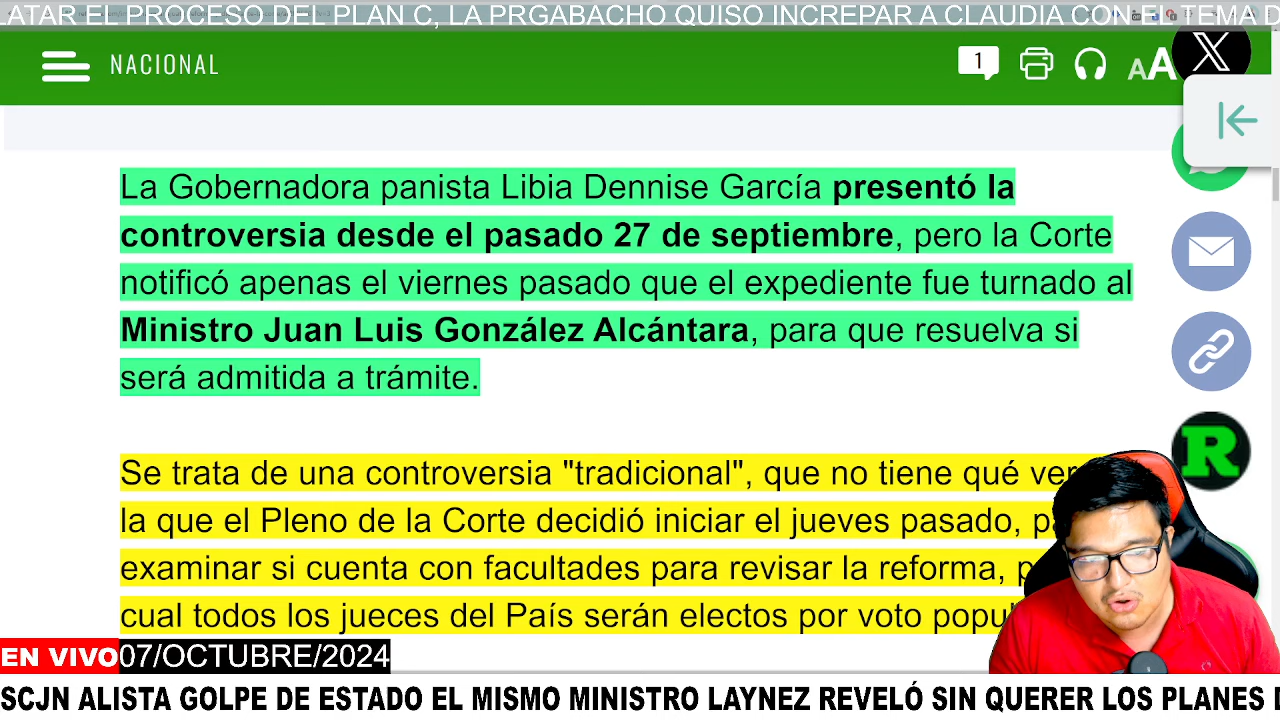 ATAR EL PROCESO DEL PLAN C, LA PRGABACHO QUISO INCREPAR A CLAUDIA CON EL TEMA D
NACIONAL
1
AA
La Gobernadora panista Libia Dennise García presentó la
controversia desde el pasado 27 de septiembre, pero la Corte
notificó apenas el viernes pasado que el expediente fue turnado al
Ministro Juan Luis González Alcántara, para que resuelva si
será admitida a trámite.
Se trata de una controversia "tradicional", que no tiene qué ver
la que el Pleno de la Corte decidió iniciar el jueves pasado,
examinar si cuenta con facultades para revisar la reforma,
cual todos los jueces del País serán electos por voto
R
EN VIVO 07/OCTUBRE/2024
SCJN ALISTA GOLPE DE ESTADO EL MISMO MINISTRO LAYNEZ REVELÓ SIN QUERER LOS PLANES